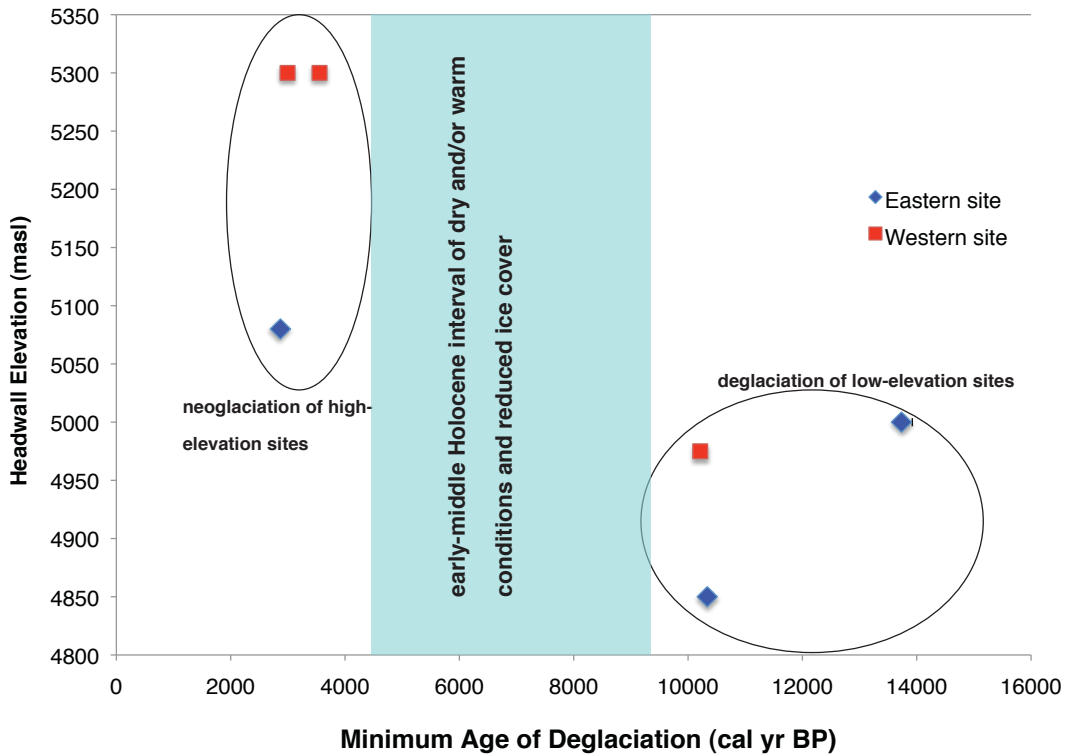 5350
5300
5250
5200
5150
5100
5050
5000
4950
4900
4850
4800
Headwall Elevation (masl)
early-middle Holocene interval of dry and/or warm
conditions and reduced ice cover
Eastern site
Western site
neoglaciation of high-
elevation sites
deglaciation of low-elevation sites
0 2000 4000 6000 8000 10000 12000 14000 16000
Minimum Age of Deglaciation (cal yr BP)